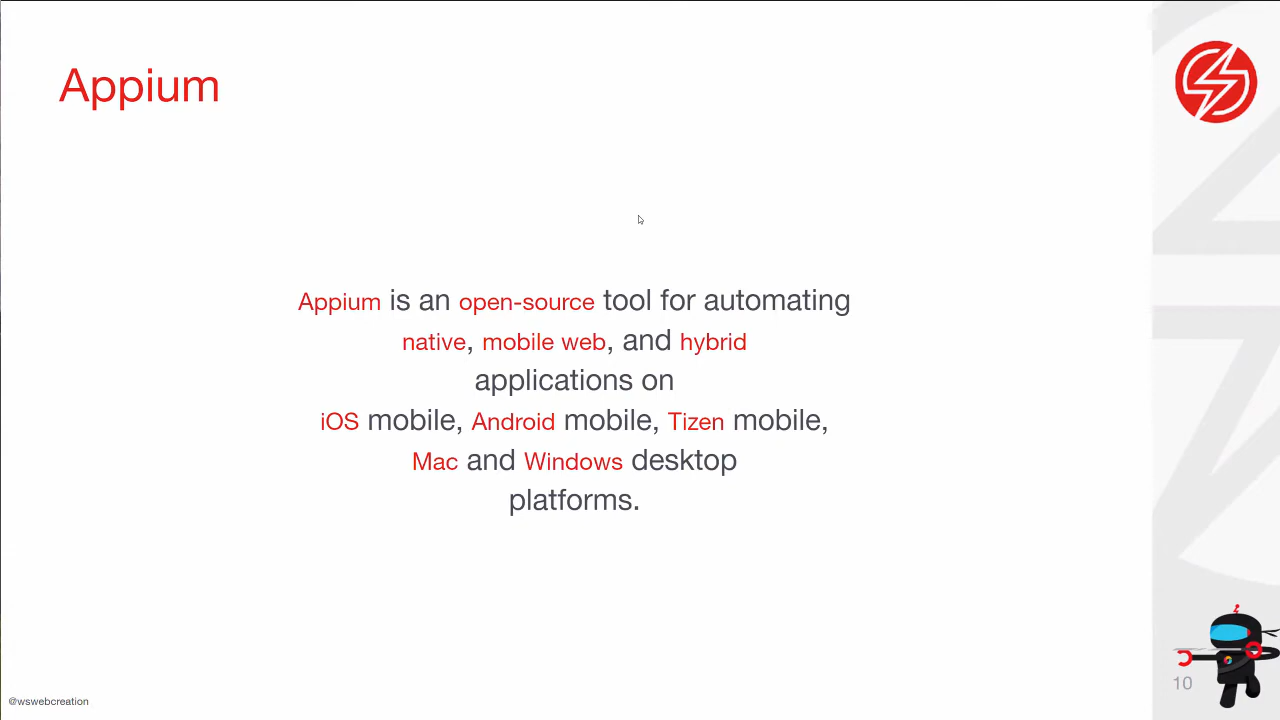 Appium
Appium is an open-source tool for automating
native, mobile web, and hybrid
applications on
iOS mobile, Android mobile, Tizen mobile,
Mac and Windows desktop
platforms.
10
@wswebcreation